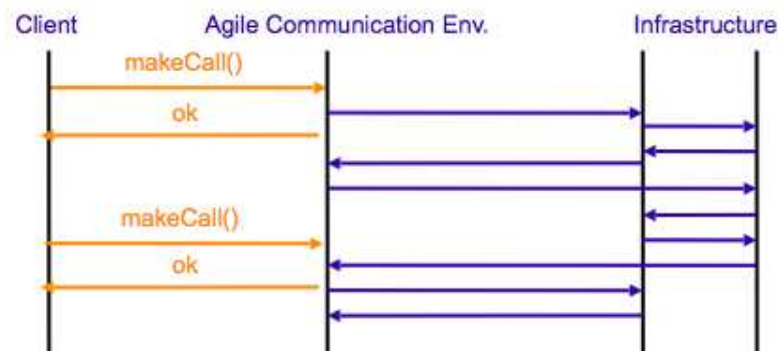 Client Agile Communication Env. Infrastructure
makeCall()
ok
makeCall()
ok